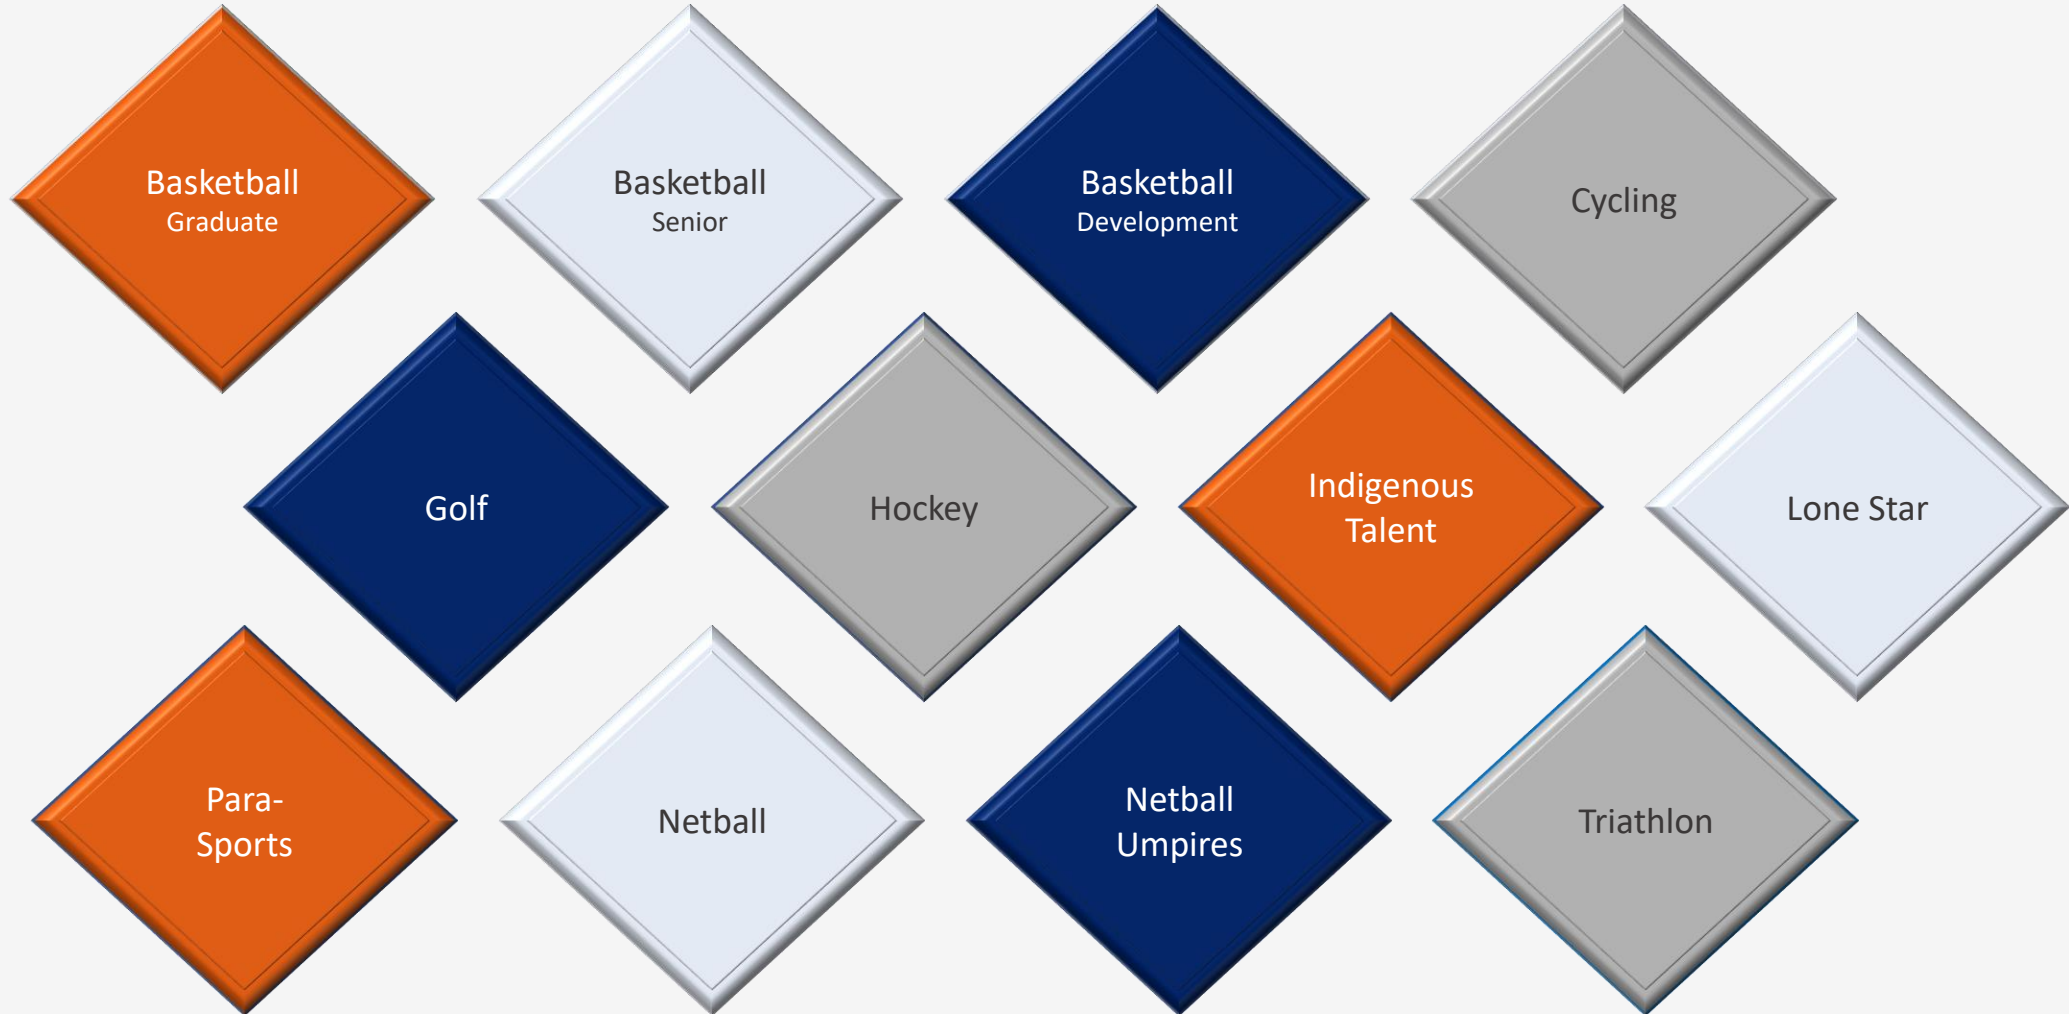 Basketball
Graduate
Basketball
Senior
Basketball
Development
Cycling
Golf
Hockey
Indigenous
Talent
Lone Star
Para-
Sports
Netball
Netball
Umpires
Triathlon